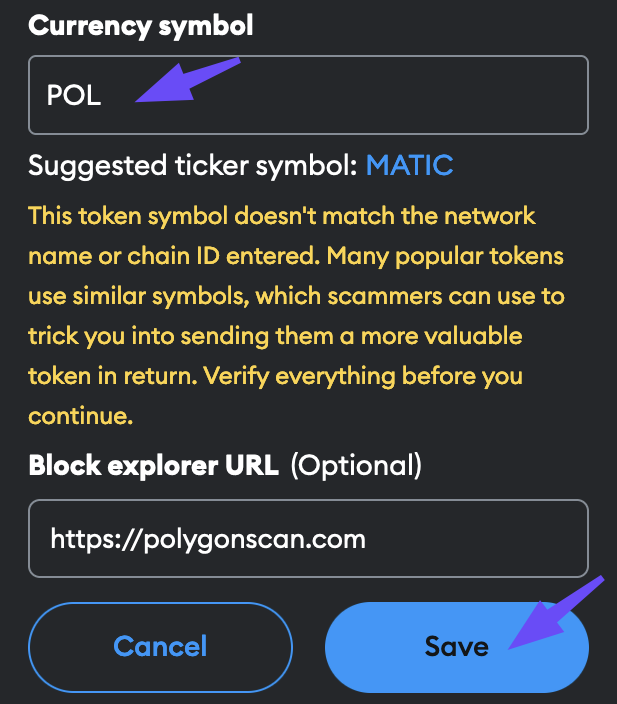 Currency symbol
POL
Suggested ticker symbol: MATIC
This token symbol doesn't match the network
name or chain ID entered. Many popular tokens
use similar symbols, which scammers can use to
trick you into sending them a more valuable
token in return. Verify everything before you
continue.
Block explorer URL (Optional)
https://polygonscan.com
Cancel Save